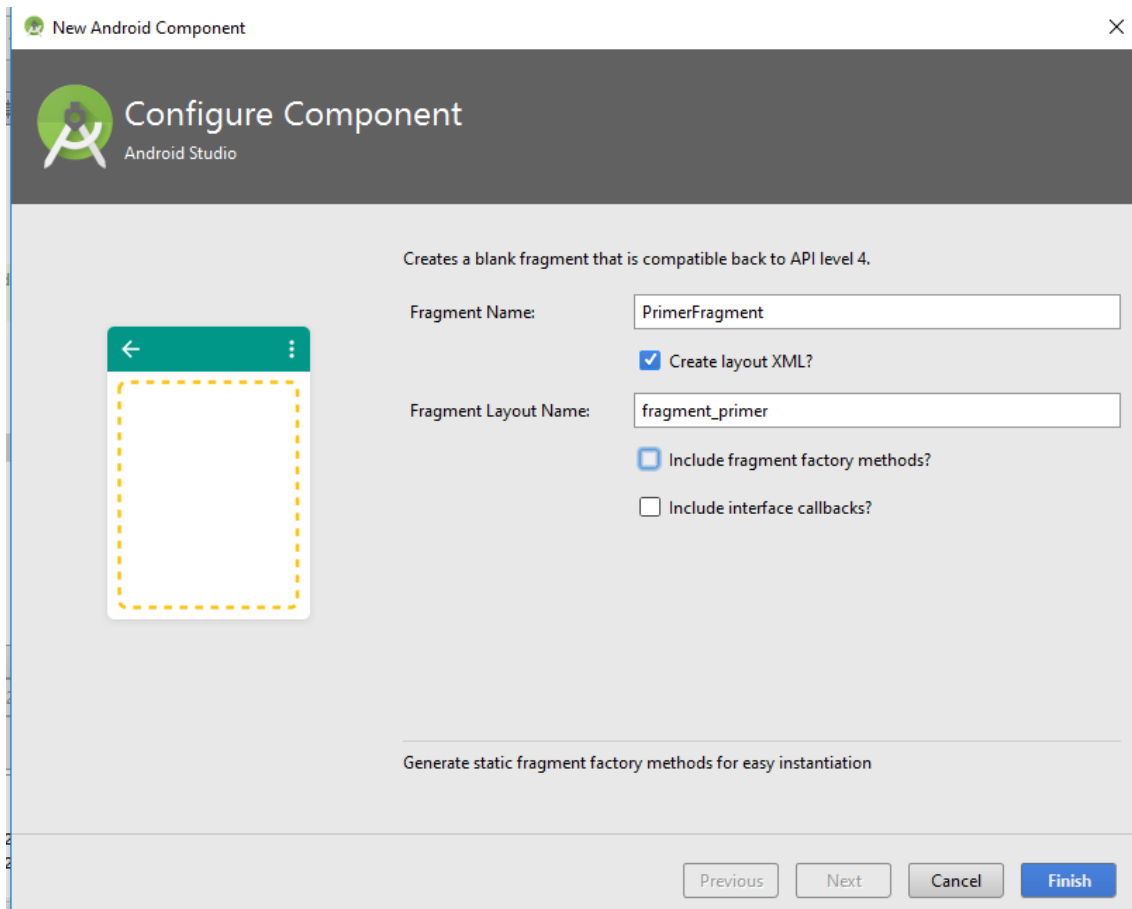 New Android Component
Configure Component
Android Studio
Creates a blank fragment that is compatible back to API level 4.
Fragment Name:
PrimerFragment
Create layout XML?
Fragment Layout Name:
fragment_primer
Include fragment factory methods?
Include interface callbacks?
Generate static fragment factory methods for easy instantiation
Previous
Next
Cancel
Finish